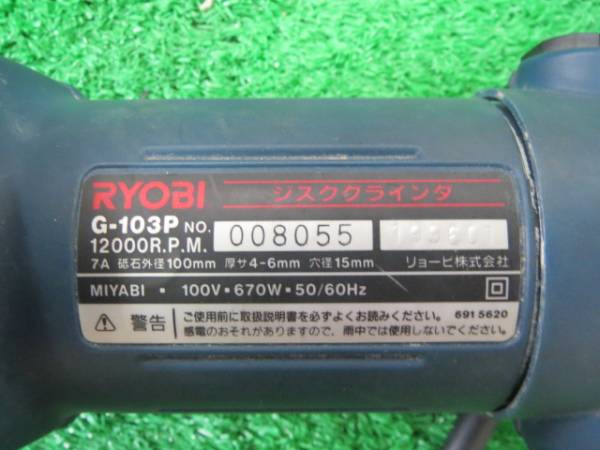 RYOBI ジスクグラインダ
G-103P NO. 008055
12000R.P.M.
7A 砥石外径100mm 厚サ4-6mm 穴径15mm リョービ株式会社
MIYABI・100V・670W・50/60Hz
警告 ご使用前に取扱説明書を必ずよくお読みください。 6915620
感電のおそれがありますので、雨中では使用しないでください。